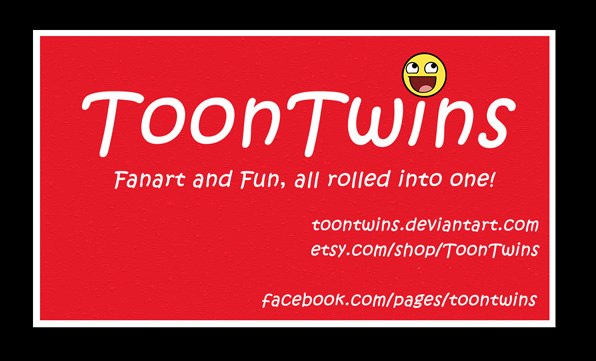 ToonTwins
Fanart and Fun, all rolled into one!
toontwins.deviantart.com
etsy.com/shop/ToonTwins
facebook.com/pages/toontwins